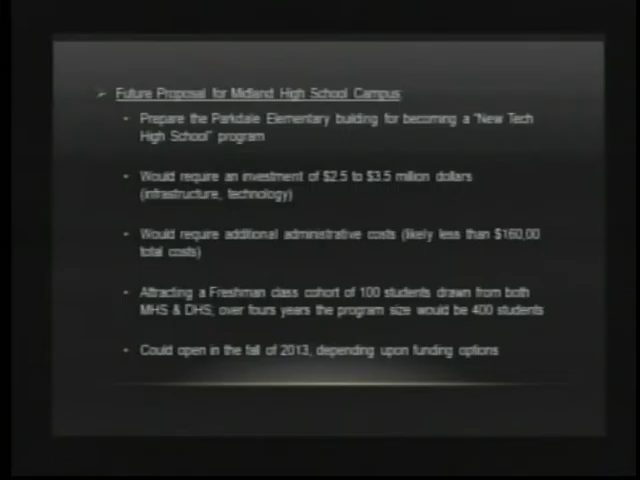 Future Proposal for Midland High School Campus:
Prepare the Parkdale Elementary building for becoming a "New Tech
High School" program
Would require an investment of $2.5 to $3.5 million dollars
(infrastructure, technology)
Would require additional administrative costs (likely less than $160,00
total costs)
Attracting a Freshman class cohort of 100 students drawn from both
MHS & DHS; over fours years the program size would be 400 students
Could open in the fall of 2013, depending upon funding options